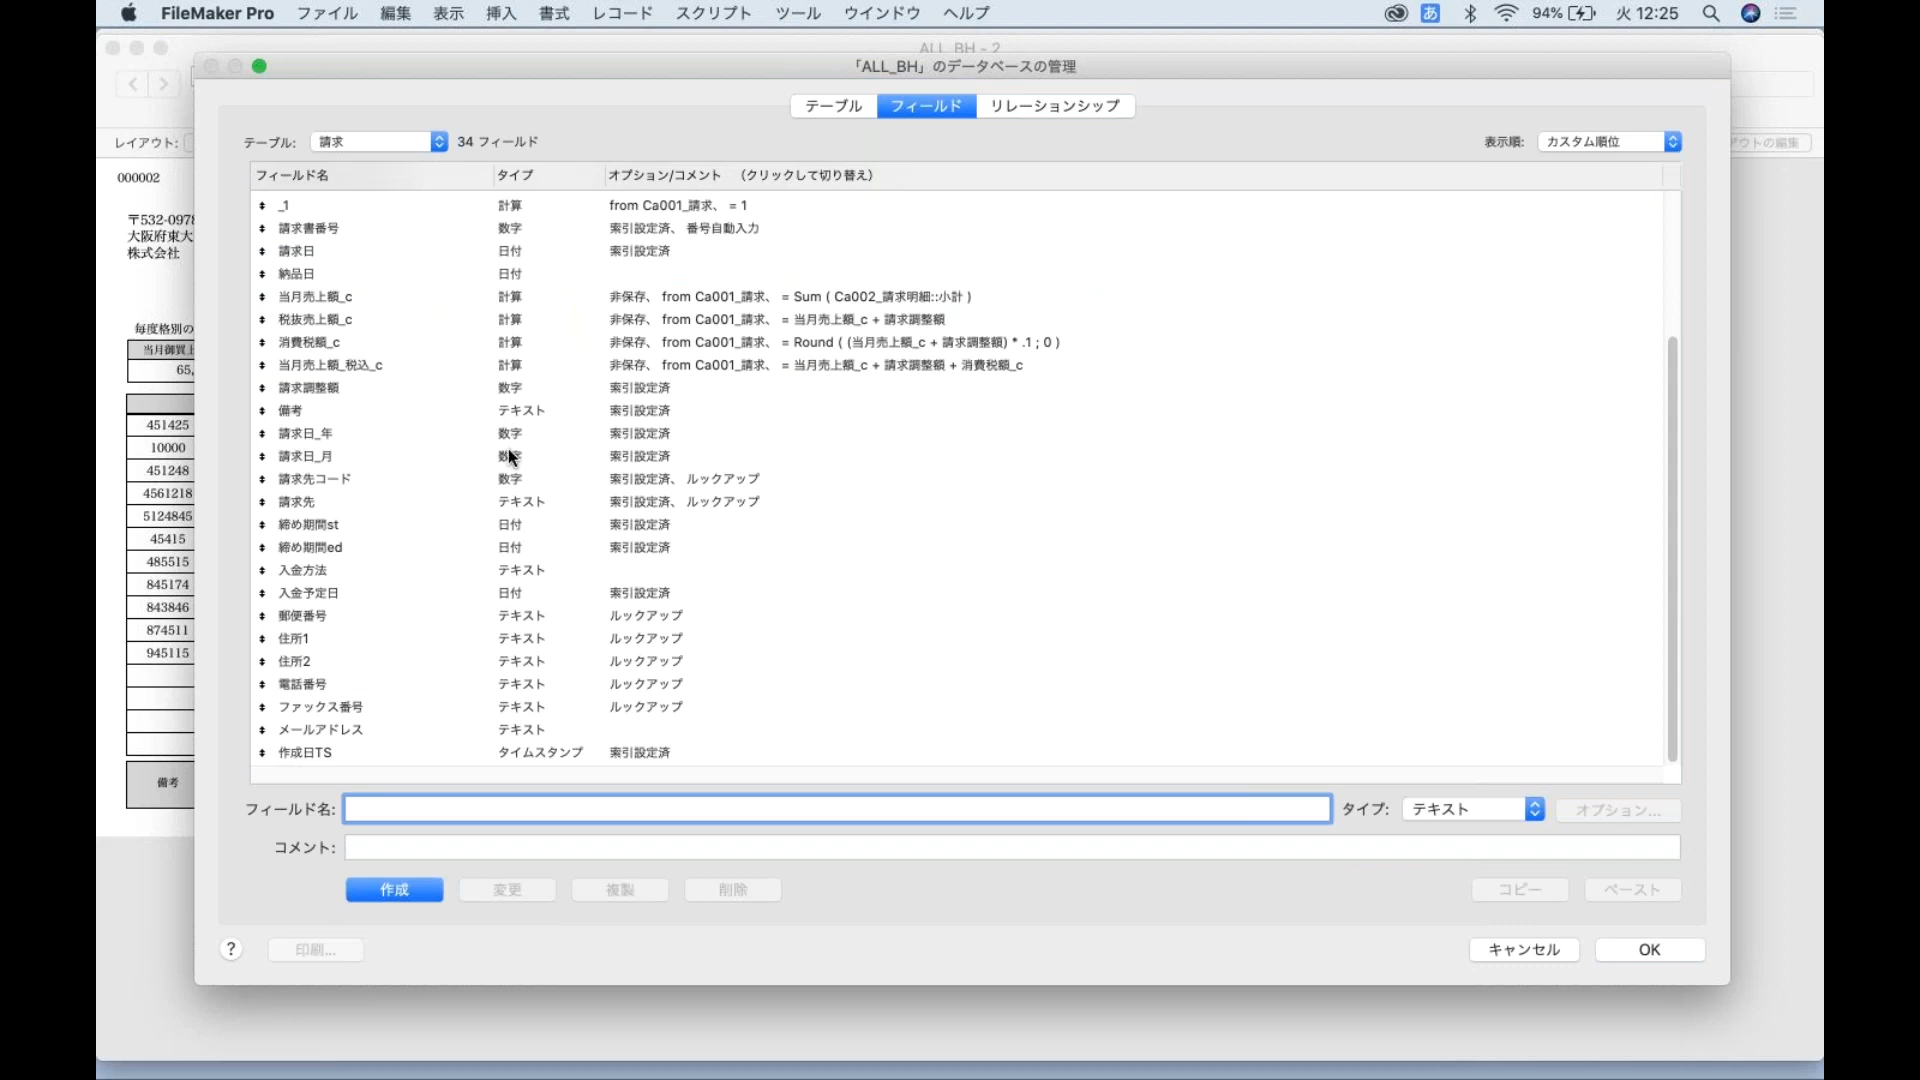 FileMaker Pro ファイル 編集 表示 挿入 書式 レコード スクリプト ツール ウインドウ ヘルプ あ 94% 火 12:25
ALL_BH - 2
「ALL_BH」のデータベースの管理
テーブル フィールド リレーションシップ
レイアウト:
テーブル: 請求 34 フィールド 表示順: カスタム順位
アウトの編集
フィールド名 タイプ オプション/コメント （クリックして切り替え）
_1 計算 from Ca001_請求、 = 1
請求書番号 数字 索引設定済、 番号自動入力
請求日 日付 索引設定済
納品日 日付
当月売上額_c 計算 非保存、 from Ca001_請求、 = Sum ( Ca002_請求明細::小計 )
税抜売上額_c 計算 非保存、 from Ca001_請求、 = 当月売上額_c + 請求調整額
消費税額_c 計算 非保存、 from Ca001_請求、 = Round ( (当月売上額_c + 請求調整額) * .1 ; 0 )
当月売上額_税込_c 計算 非保存、 from Ca001_請求、 = 当月売上額_c + 請求調整額 + 消費税額_c
請求調整額 数字 索引設定済
備考 テキスト 索引設定済
請求日_年 数字 索引設定済
請求日_月 数字 索引設定済
請求先コード 数字 索引設定済、 ルックアップ
請求先 テキスト 索引設定済、 ルックアップ
締め期間st 日付 索引設定済
締め期間ed 日付 索引設定済
入金方法 テキスト
入金予定日 日付 索引設定済
郵便番号 テキスト ルックアップ
住所1 テキスト ルックアップ
住所2 テキスト ルックアップ
電話番号 テキスト ルックアップ
ファックス番号 テキスト ルックアップ
メールアドレス テキスト
作成日TS タイムスタンプ 索引設定済
フィールド名: タイプ: テキスト オプション...
コメント:
作成 変更 複製 削除 コピー ペースト
? 印刷... キャンセル OK
000002
〒532-0978
大阪府東大
株式会社
毎度格別の
当月御買上
65,
451425
10000
451248
4561218
5124845
45415
485515
845174
843846
874511
945115
備考